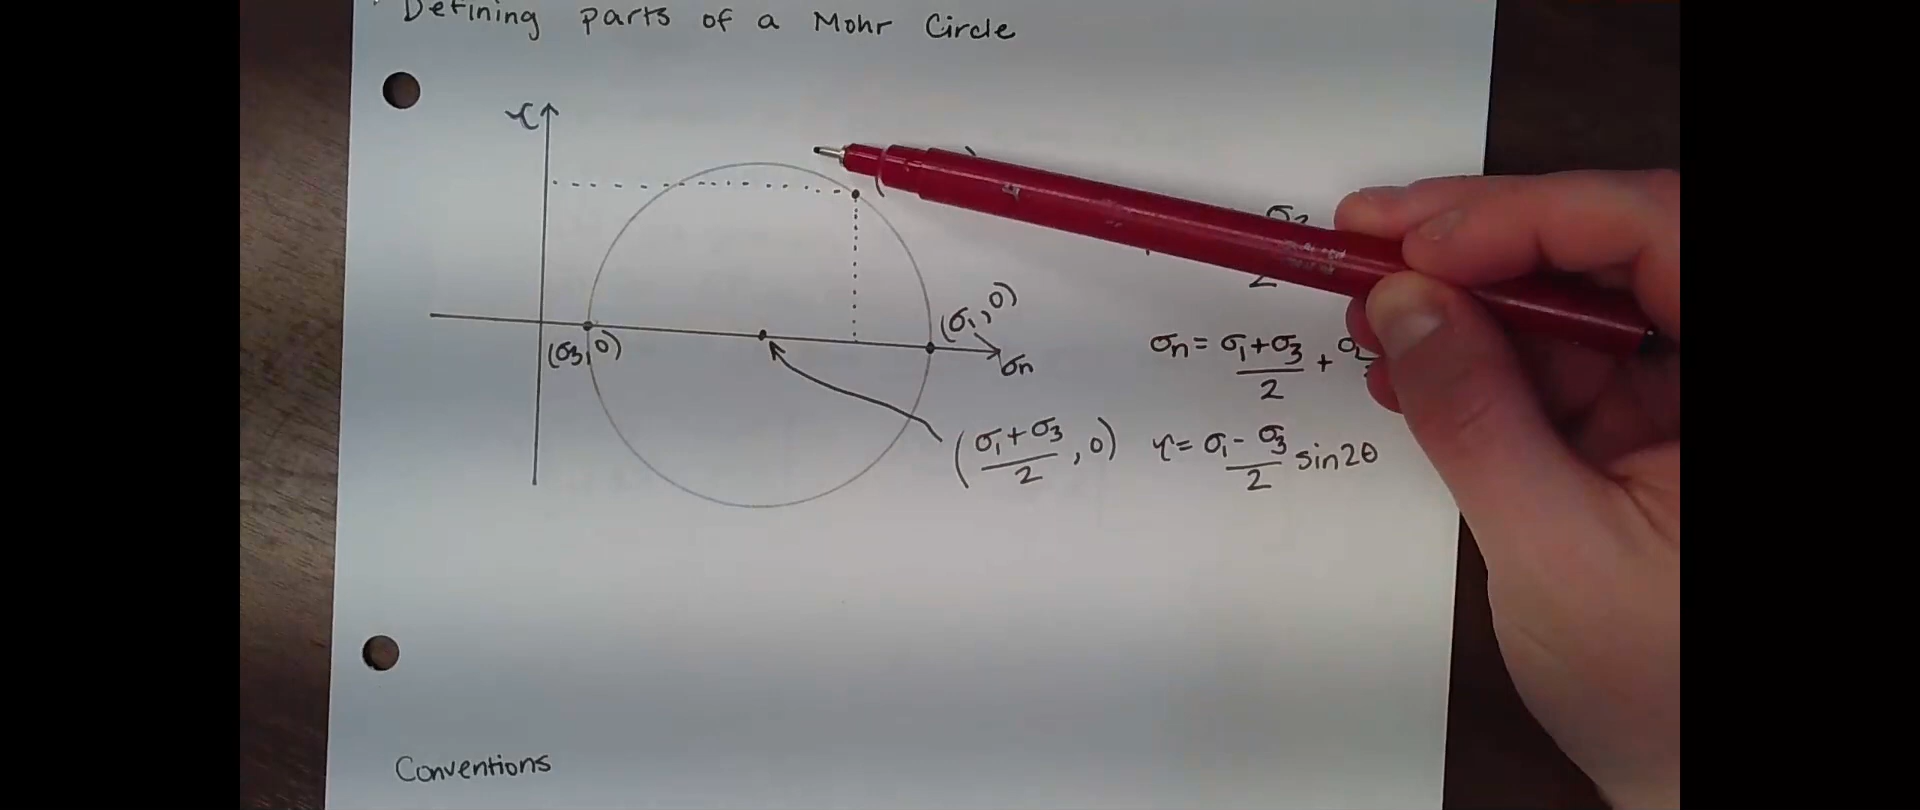 Defining parts of a Mohr Circle
τ
(σ1, 0)
(σ3, 0)
σn
σn = σ1+σ3/2 +
(σ1+σ3/2, 0)
τ = σ1-σ3/2 sin2θ
Conventions